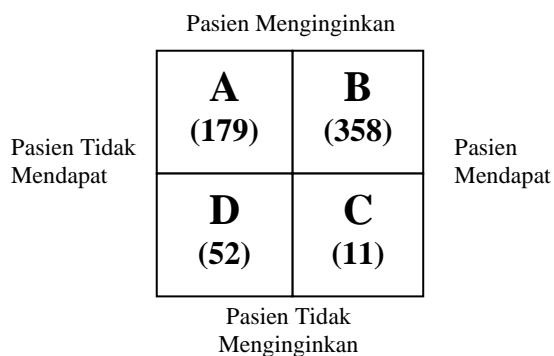 Pasien Menginginkan
A
(179)
B
(358)
Pasien Tidak
Mendapat
Pasien
Mendapat
D
(52)
C
(11)
Pasien Tidak
Menginginkan